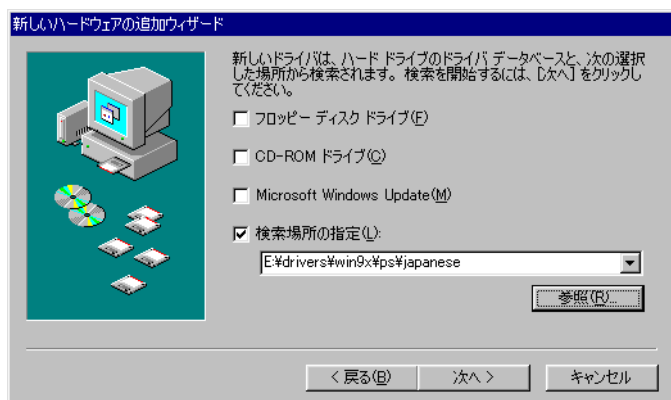 新しいハードウェアの追加ウィザード
新しいドライバは、ハード ドライブのドライバ データベースと、次の選択
した場所から検索されます。検索を開始するには、[次へ] をクリックし
てください。
フロッピー ディスク ドライブ(F)
CD-ROM ドライブ(C)
Microsoft Windows Update(M)
検索場所の指定(L):
E:¥drivers¥win9x¥ps¥japanese
参照(R)...
< 戻る(B)
次へ >
キャンセル